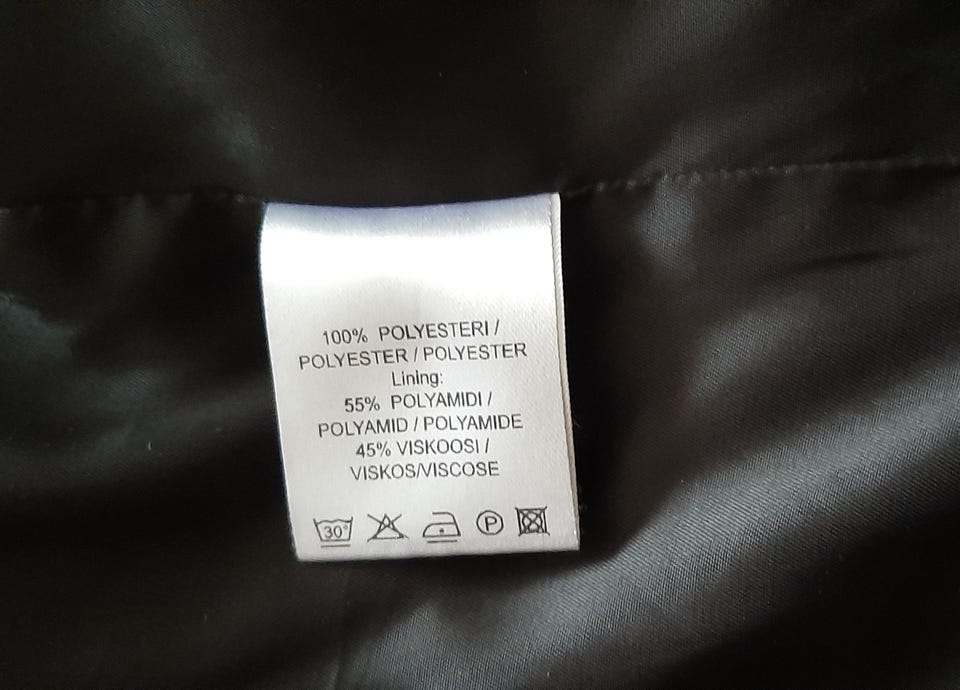 100% POLYESTERI /
POLYESTER / POLYESTER
Lining:
55% POLYAMIDI /
POLYAMID / POLYAMIDE
45% VISKOOSI /
VISKOS/VISCOSE
30° P